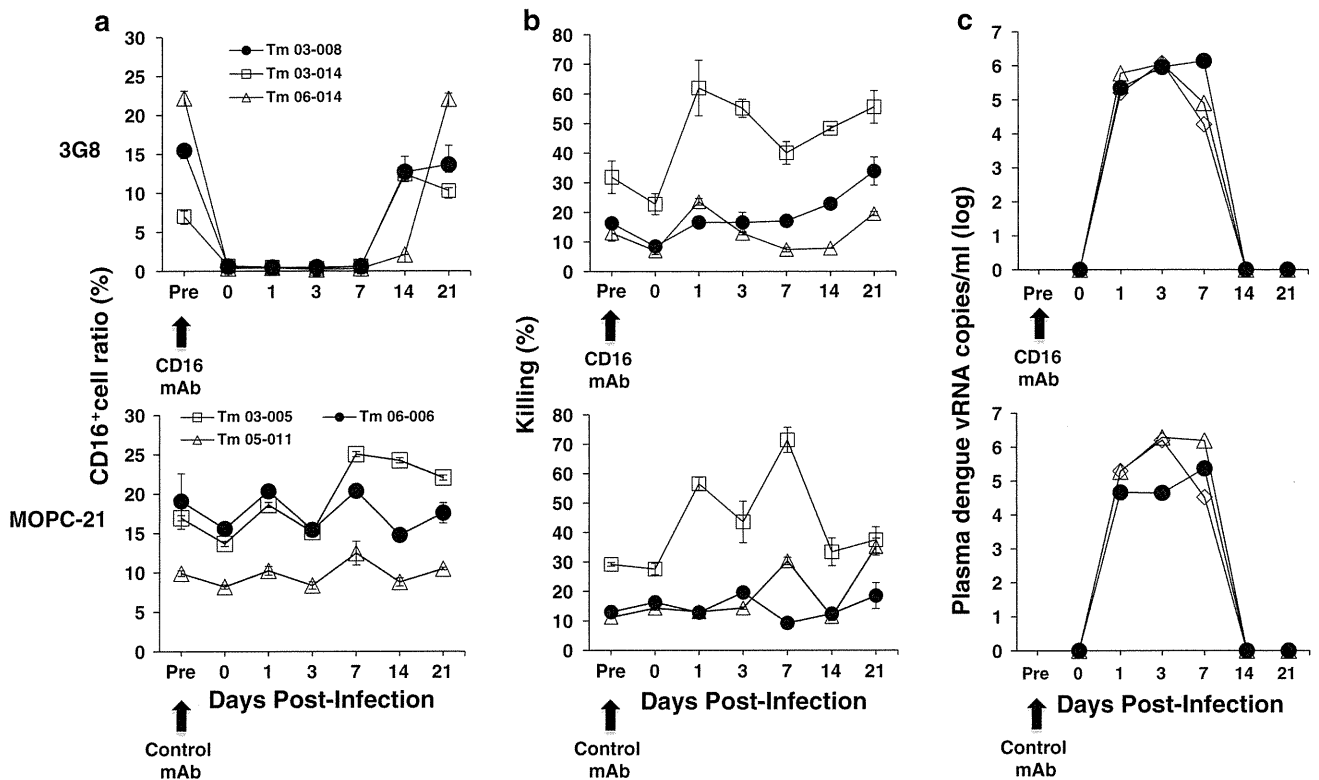 a
b
c
3G8
MOPC-21
CD16+cell ratio (%)
30
25
20
15
10
5
0
Tm 03-008
Tm 03-014
Tm 06-014
Pre 0 1 3 7 14 21
CD16
mAb
Killing (%)
80
70
60
50
40
30
20
10
0
Pre 0 1 3 7 14 21
CD16
mAb
Plasma dengue vRNA copies/ml (log)
7
6
5
4
3
2
1
0
Pre 0 1 3 7 14 21
CD16
mAb
30
25
20
15
10
5
0
Tm 03-005 Tm 06-006
Tm 05-011
Pre 0 1 3 7 14 21
Days Post-Infection
Control
mAb
80
70
60
50
40
30
20
10
0
Pre 0 1 3 7 14 21
Days Post-Infection
Control
mAb
7
6
5
4
3
2
1
0
Pre 0 1 3 7 14 21
Days Post-Infection
Control
mAb